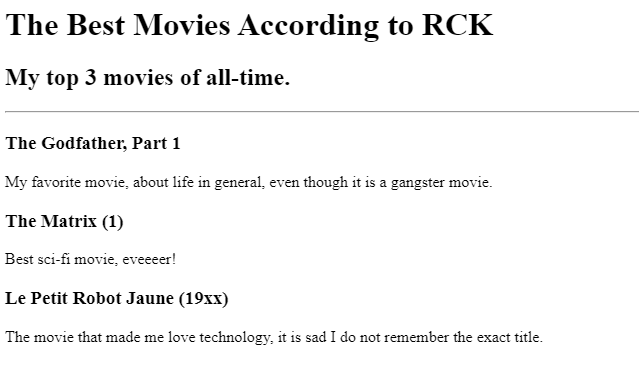 The Best Movies According to RCK
My top 3 movies of all-time.
The Godfather, Part 1
My favorite movie, about life in general, even though it is a gangster movie.
The Matrix (1)
Best sci-fi movie, eveeeer!
Le Petit Robot Jaune (19xx)
The movie that made me love technology, it is sad I do not remember the exact title.